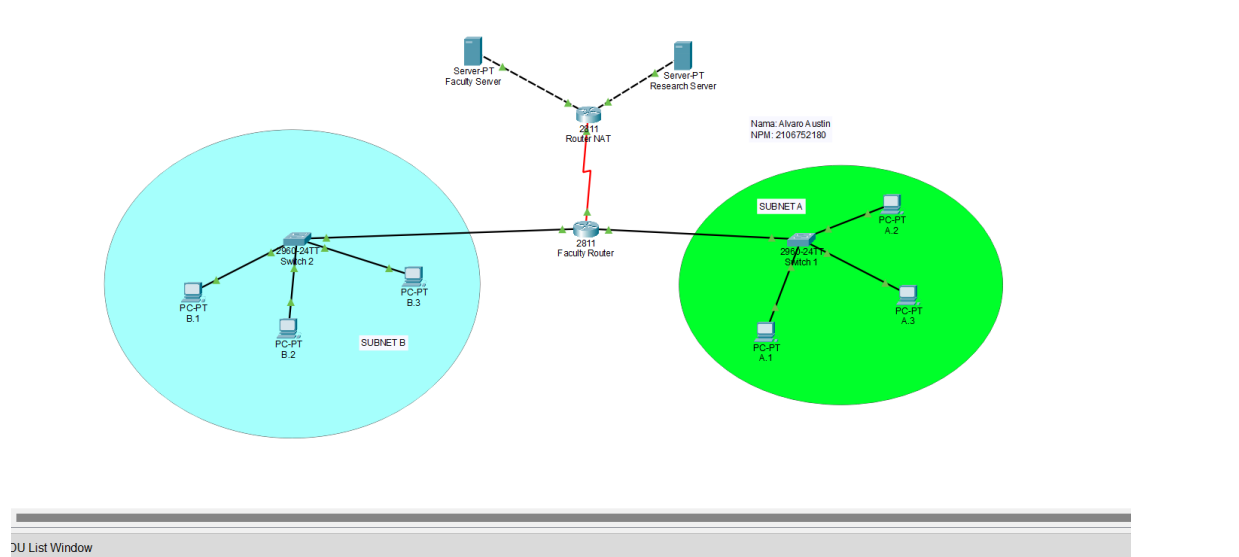 Server-PT
Faculty Server
Server-PT
Research Server
2811
Router NAT
Nama: Alvaro Austin
NPM: 2106752180
SUBNET A
PC-PT
A.2
2811
Faculty Router
2960-24TT
Switch 2
2960-24TT
Switch 1
PC-PT
B.3
PC-PT
B.1
PC-PT
A.3
PC-PT
B.2
SUBNET B
PC-PT
A.1
DU List Window